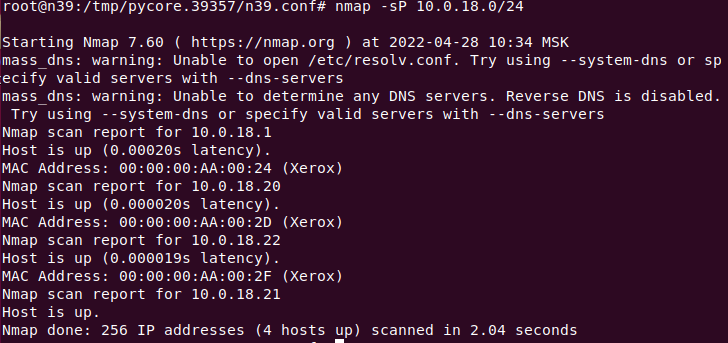 root@n39:/tmp/pycore.39357/n39.conf# nmap -sP 10.0.18.0/24
Starting Nmap 7.60 ( https://nmap.org ) at 2022-04-28 10:34 MSK
mass_dns: warning: Unable to open /etc/resolv.conf. Try using --system-dns or sp
ecify valid servers with --dns-servers
mass_dns: warning: Unable to determine any DNS servers. Reverse DNS is disabled.
 Try using --system-dns or specify valid servers with --dns-servers
Nmap scan report for 10.0.18.1
Host is up (0.00020s latency).
MAC Address: 00:00:00:AA:00:24 (Xerox)
Nmap scan report for 10.0.18.20
Host is up (0.000020s latency).
MAC Address: 00:00:00:AA:00:2D (Xerox)
Nmap scan report for 10.0.18.22
Host is up (0.000019s latency).
MAC Address: 00:00:00:AA:00:2F (Xerox)
Nmap scan report for 10.0.18.21
Host is up.
Nmap done: 256 IP addresses (4 hosts up) scanned in 2.04 seconds